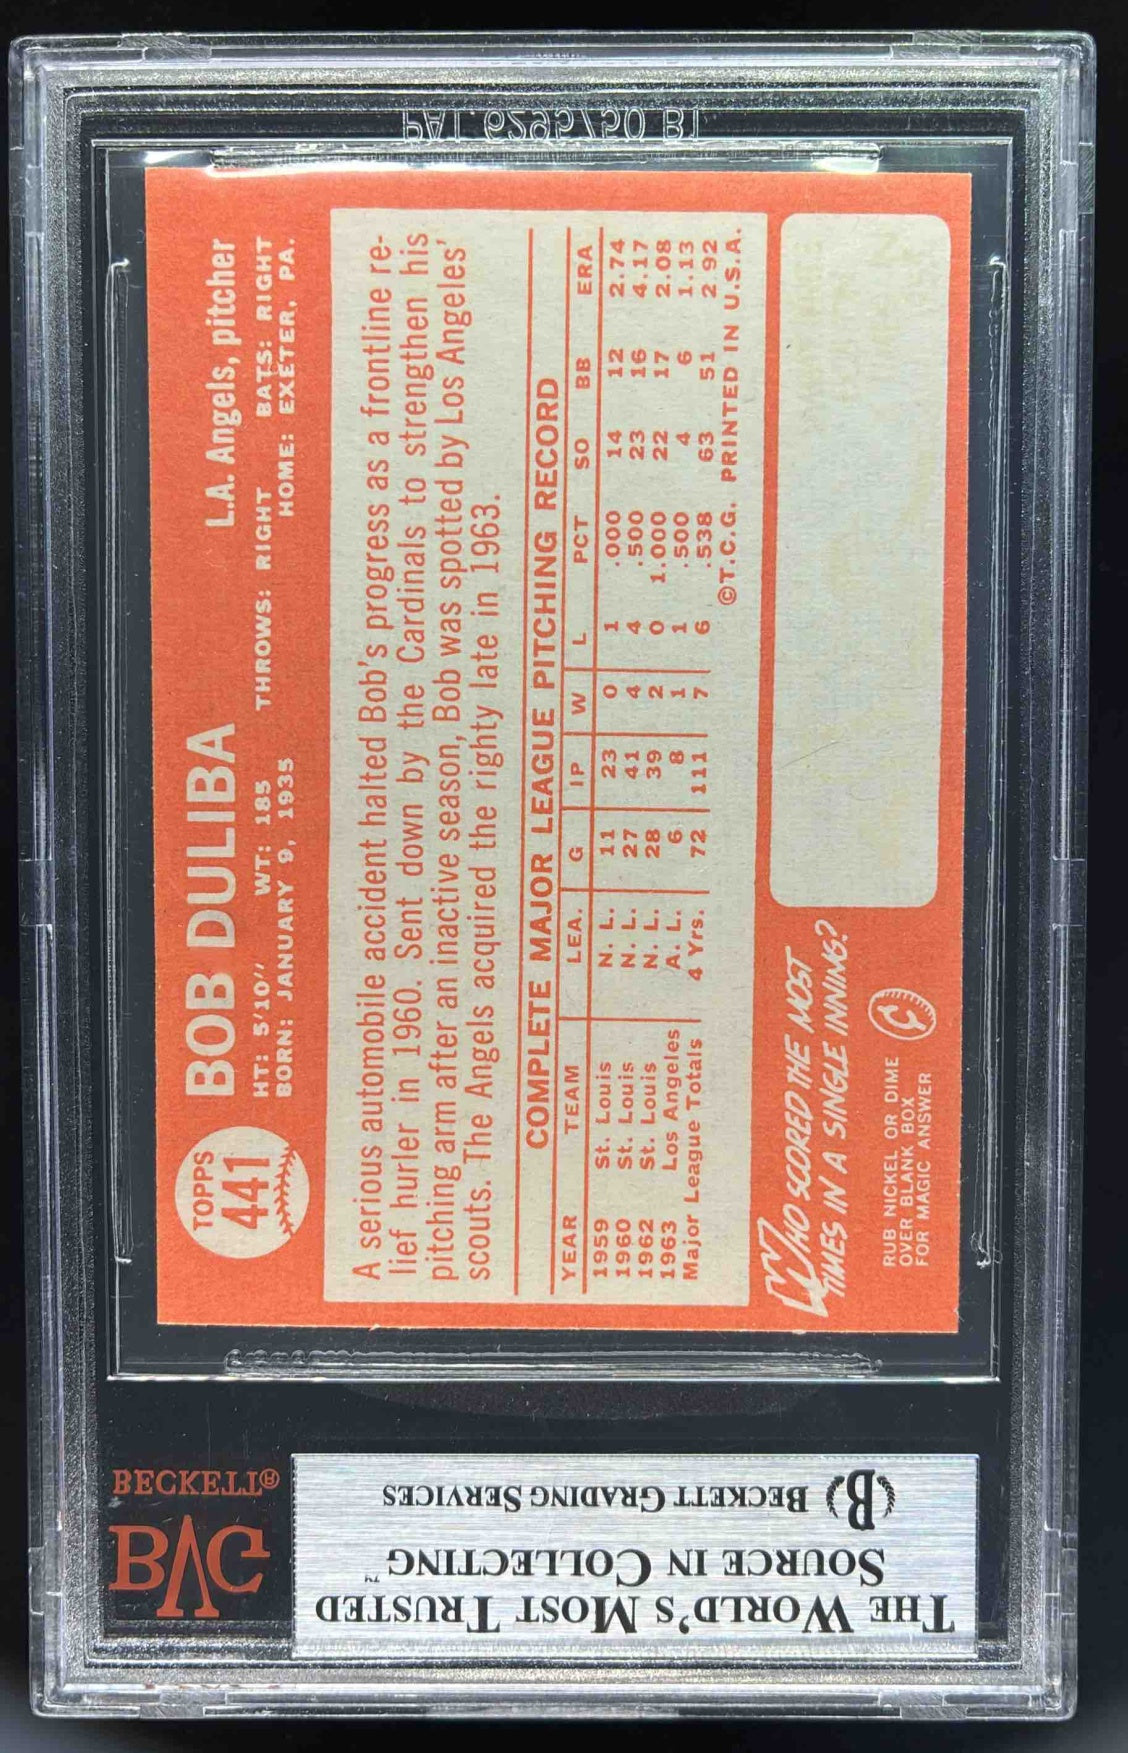 PAT 6295750 B1
TOPPS
441
BOB DULIBA
L.A. Angels, pitcher
HT: 5'10" WT: 185 THROWS: RIGHT BATS: RIGHT
BORN: JANUARY 9, 1935 HOME: EXETER, PA.
A serious automobile accident halted Bob's progress as a frontline re-
lief hurler in 1960. Sent down by the Cardinals to strengthen his
pitching arm after an inactive season, Bob was spotted by Los Angeles'
scouts. The Angels acquired the righty late in 1963.
COMPLETE MAJOR LEAGUE PITCHING RECORD
YEAR TEAM LEA. G IP W L PCT SO BB ERA
1959 St. Louis N. L. 11 23 0 1 .000 14 12 2.74
1960 St. Louis N. L. 27 41 4 4 .500 23 16 4.17
1962 St. Louis N. L. 28 39 2 0 1.000 22 17 2.08
1963 Los Angeles A. L. 6 8 1 1 .500 4 6 1.13
Major League Totals 4 Yrs. 72 111 7 6 .538 63 51 2.92
©T.C.G. PRINTED IN U.S.A.
WHO SCORED THE MOST
TIMES IN A SINGLE INNING?
RUB NICKEL OR DIME
OVER BLANK BOX
FOR MAGIC ANSWER
THE WORLD'S MOST TRUSTED
SOURCE IN COLLECTING™
B BECKETT GRADING SERVICES
BVG
BECKETT®